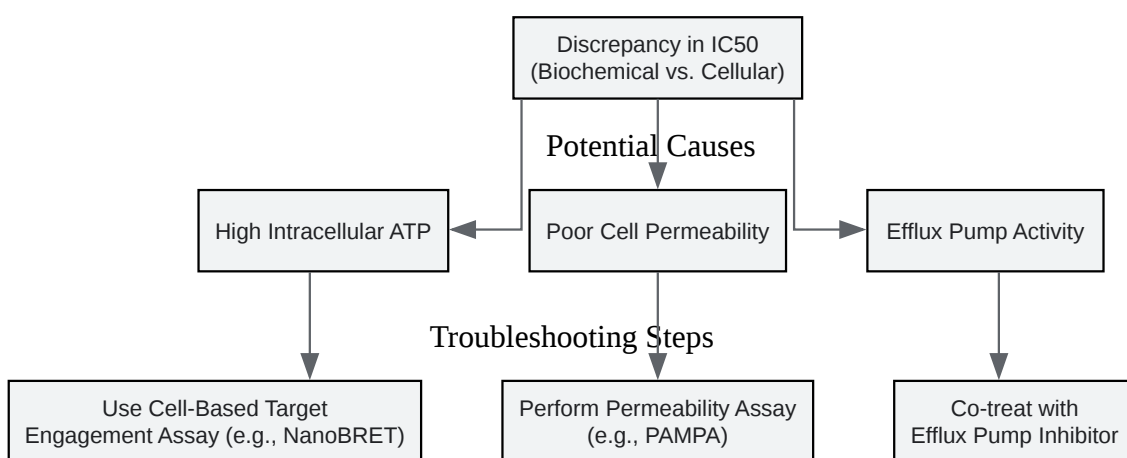 Discrepancy in IC50
(Biochemical vs. Cellular)
Potential Causes
High Intracellular ATP
Poor Cell Permeability
Efflux Pump Activity
Troubleshooting Steps
Use Cell-Based Target
Engagement Assay (e.g., NanoBRET)
Perform Permeability Assay
(e.g., PAMPA)
Co-treat with
Efflux Pump Inhibitor